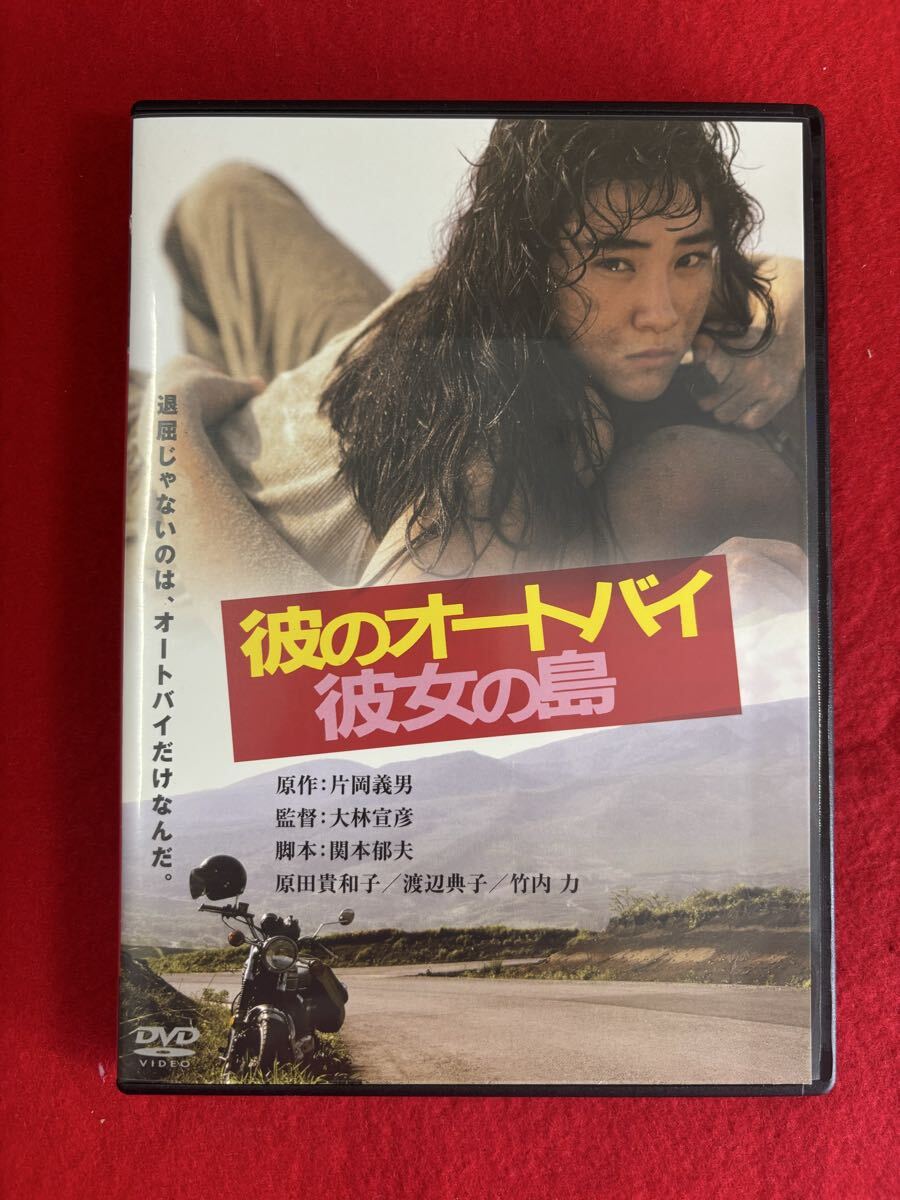 退屈じゃないのは、オートバイだけなんだ。
彼のオートバイ
彼女の島
原作：片岡義男
監督：大林宣彦
脚本：関本郁夫
原田貴和子／渡辺典子／竹内 力
DVD
VIDEO